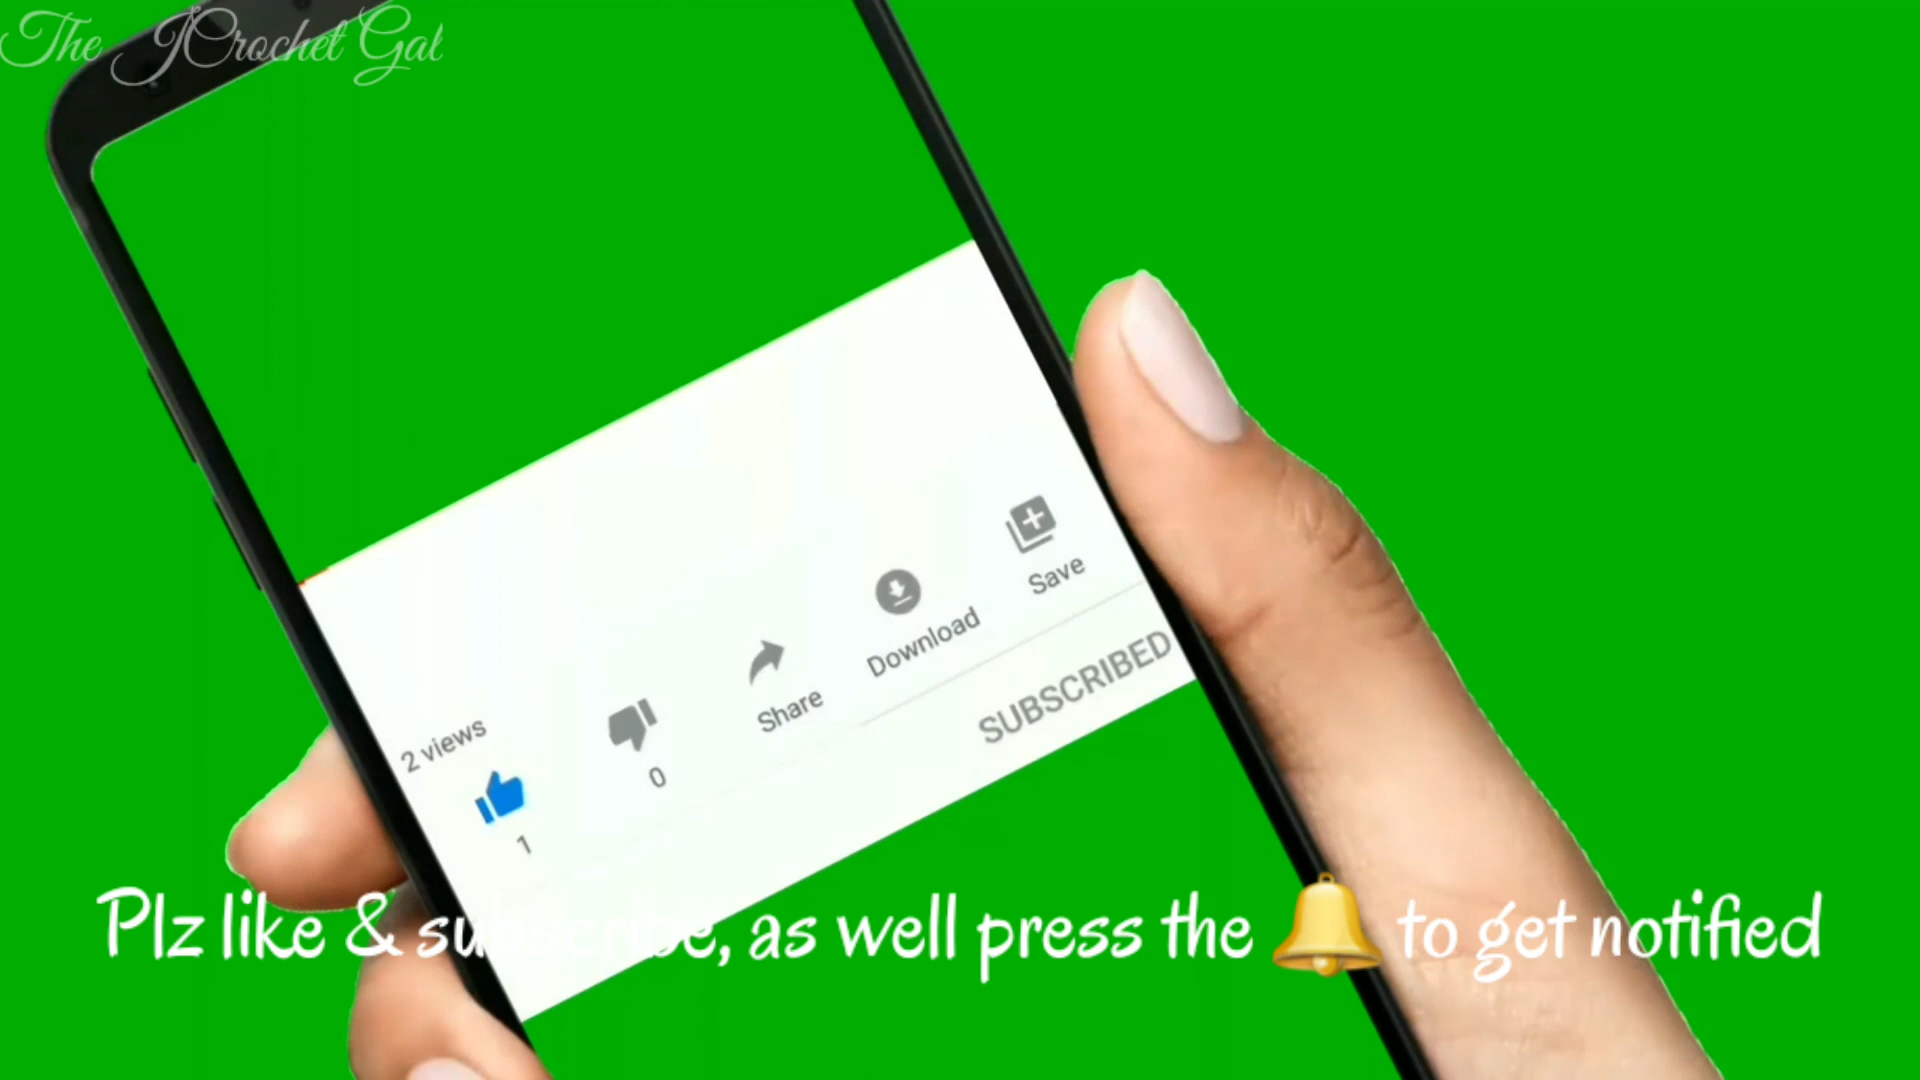 The JCrochet Gal
2 views
1
0
Share
Download
Save
SUBSCRIBED
Plz like & subscribe, as well press the 🔔 to get notified